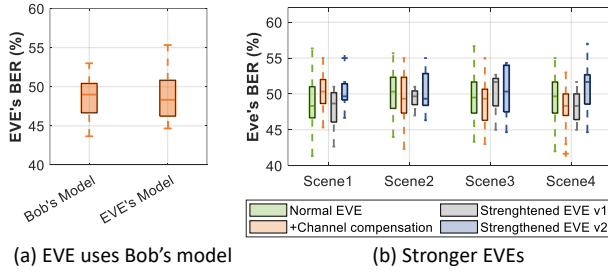 60
55
50
45
40
EVE's BER (%)
Bob's Model
EVE's Model
(a) EVE uses Bob's model
60
55
50
45
40
Eve's BER (%)
Scene1 Scene2 Scene3 Scene4
Normal EVE Strenghtened EVE v1
+Channel compensation Strengthened EVE v2
(b) Stronger EVEs